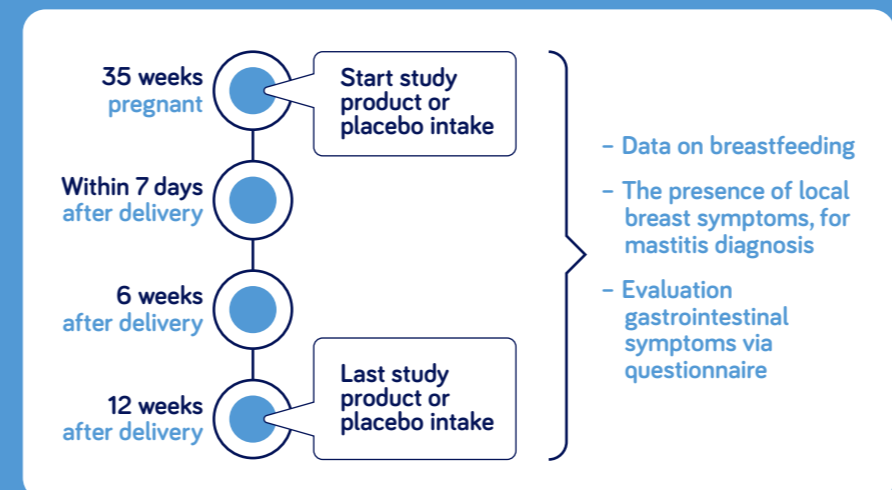 35 weeks
pregnant
Start study
product or
placebo intake
Within 7 days
after delivery
6 weeks
after delivery
12 weeks
after delivery
Last study
product or
placebo intake
– Data on breastfeeding
– The presence of local
breast symptoms, for
mastitis diagnosis
– Evaluation
gastrointestinal
symptoms via
questionnaire